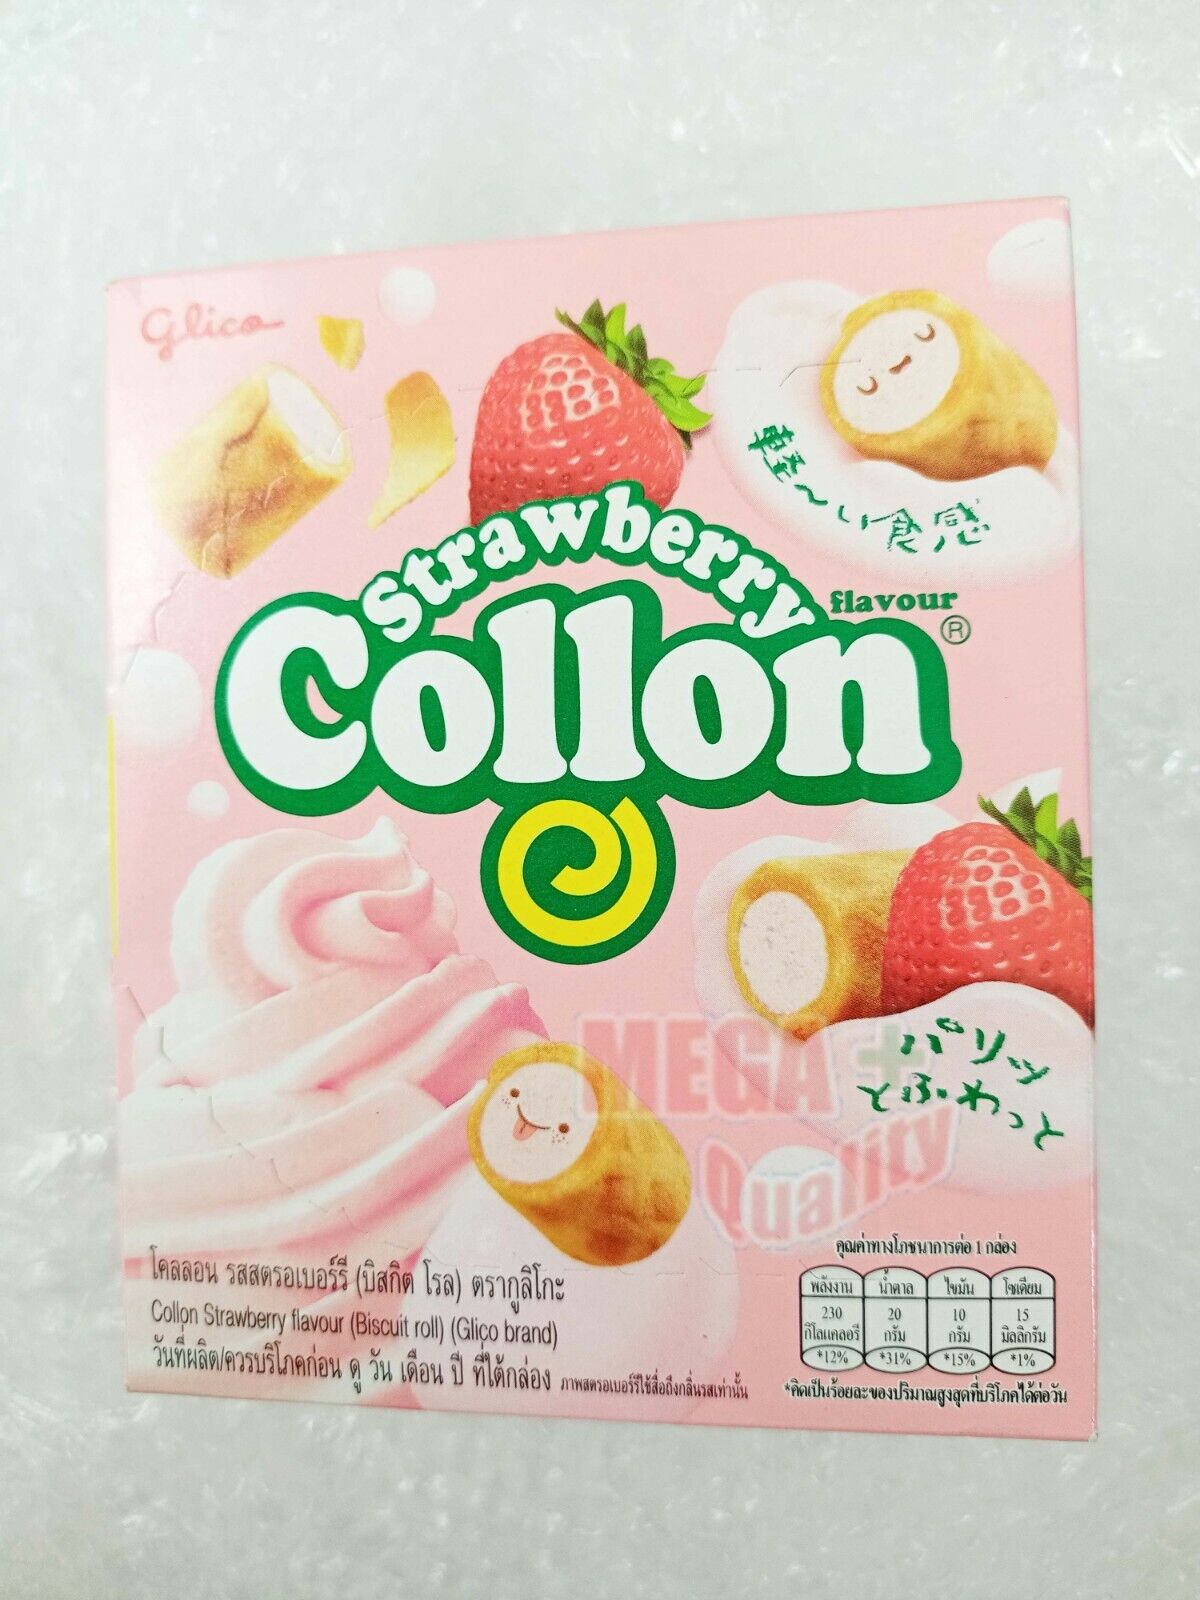 Glico
軽〜い食感
Strawberry
flavour
Collon®
パリッ
とふわっと
MEGA+
Quality
คุณค่าทางโภชนาการต่อ 1 กล่อง
พลังงาน น้ำตาล ไขมัน โซเดียม
230 20 10 15
กิโลแคลอรี กรัม กรัม มิลลิกรัม
*12% *31% *15% *1%
*คิดเป็นร้อยละของปริมาณสูงสุดที่บริโภคได้ต่อวัน
โคลลอน รสสตรอเบอร์รี (บิสกิต โรล) ตรากูลิโกะ
Collon Strawberry flavour (Biscuit roll) (Glico brand)
วันที่ผลิต/ควรบริโภคก่อน ดู วัน เดือน ปี ที่ใต้กล่อง
ภาพสตรอเบอร์รีใช้สื่อถึงกลิ่นรสเท่านั้น